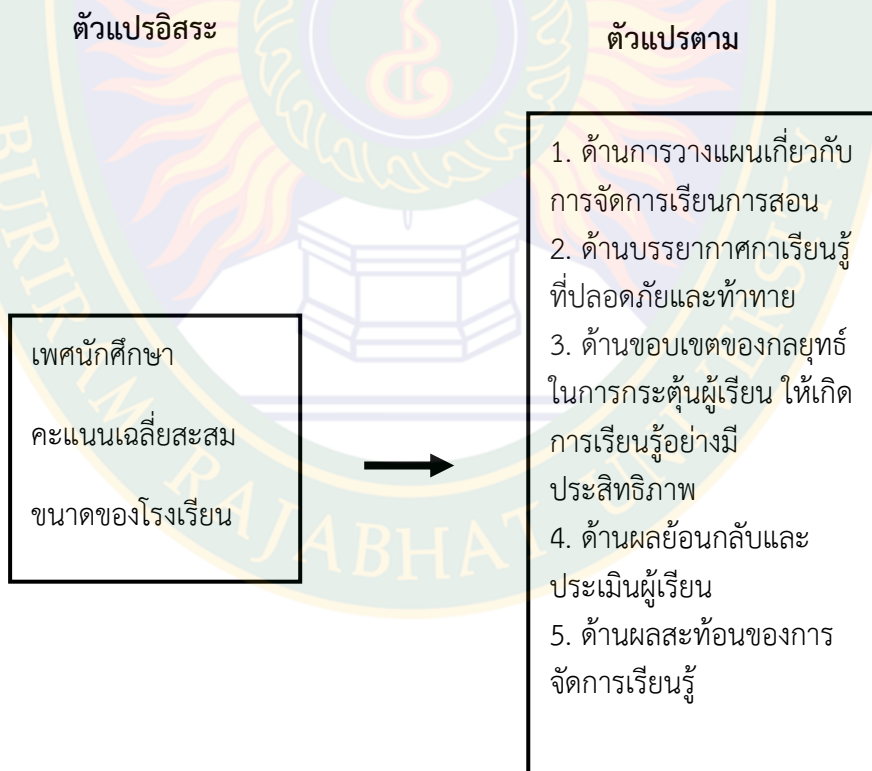 ตัวแปรอิสระ
ตัวแปรตาม
เพศนักศึกษา
คะแนนเฉลี่ยสะสม
ขนาดของโรงเรียน
1. ด้านการวางแผนเกี่ยวกับ
การจัดการเรียนการสอน
2. ด้านบรรยากาศกาเรียนรู้
ที่ปลอดภัยและท้าทาย
3. ด้านขอบเขตของกลยุทธ์
ในการกระตุ้นผู้เรียน ให้เกิด
การเรียนรู้อย่างมี
ประสิทธิภาพ
4. ด้านผลย้อนกลับและ
ประเมินผู้เรียน
5. ด้านผลสะท้อนของการ
จัดการเรียนรู้
BURIRAM RAJABHAT UNIVERSITY